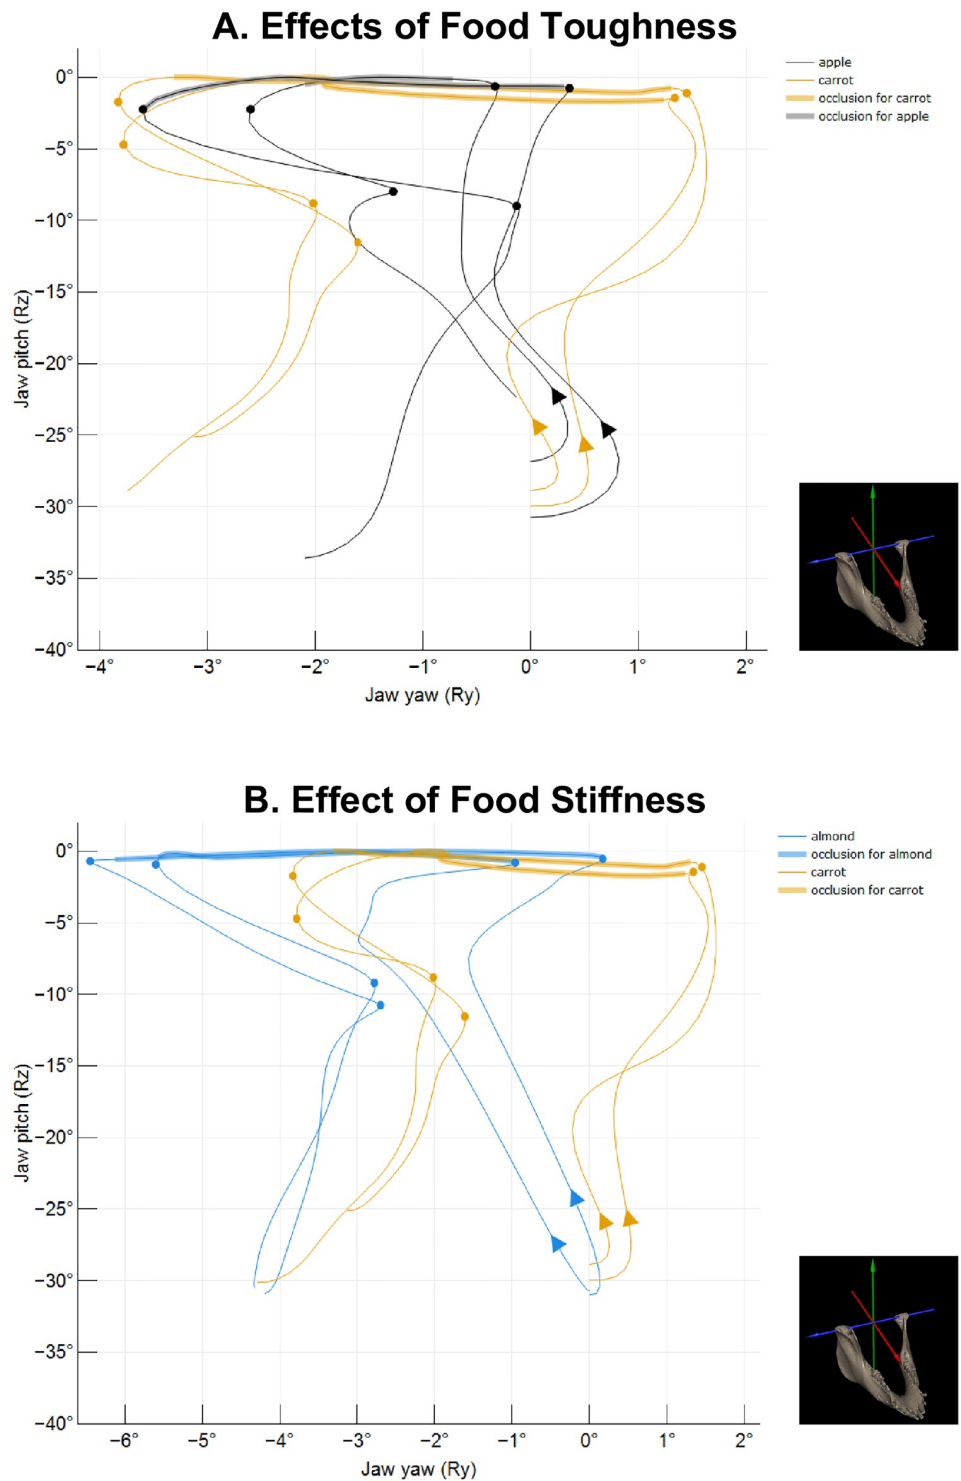 A. Effects of Food Toughness
apple
carrot
occlusion for carrot
occlusion for apple
0°
−5°
−10°
−15°
−20°
−25°
−30°
−35°
−40°
Jaw pitch (Rz)
−4°
−3°
−2°
−1°
0°
1°
2°
Jaw yaw (Ry)
B. Effect of Food Stiffness
almond
occlusion for almond
carrot
occlusion for carrot
0°
−5°
−10°
−15°
−20°
−25°
−30°
−35°
−40°
Jaw pitch (Rz)
−6°
−5°
−4°
−3°
−2°
−1°
0°
1°
2°
Jaw yaw (Ry)